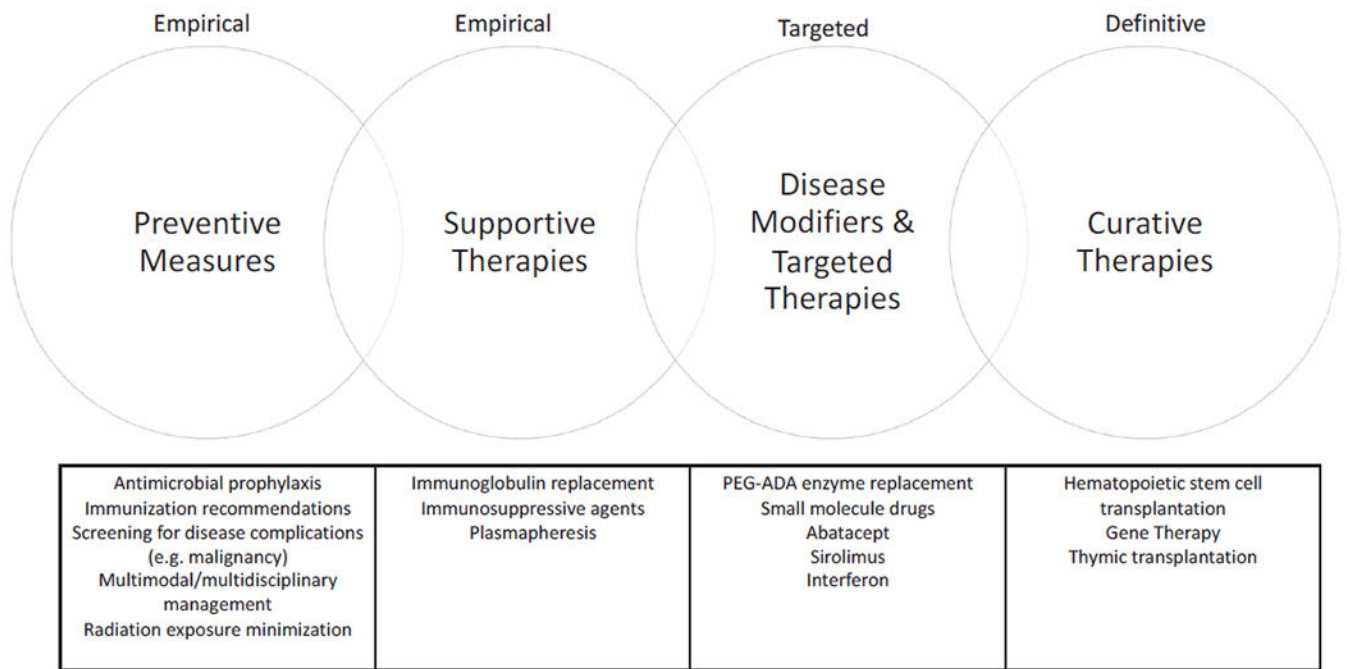 Empirical
Empirical
Targeted
Definitive
Preventive
Measures
Supportive
Therapies
Disease
Modifiers &
Targeted
Therapies
Curative
Therapies
Antimicrobial prophylaxis
Immunization recommendations
Screening for disease complications
(e.g. malignancy)
Multimodal/multidisciplinary
management
Radiation exposure minimization
Immunoglobulin replacement
Immunosuppressive agents
Plasmapheresis
PEG-ADA enzyme replacement
Small molecule drugs
Abatacept
Sirolimus
Interferon
Hematopoietic stem cell
transplantation
Gene Therapy
Thymic transplantation